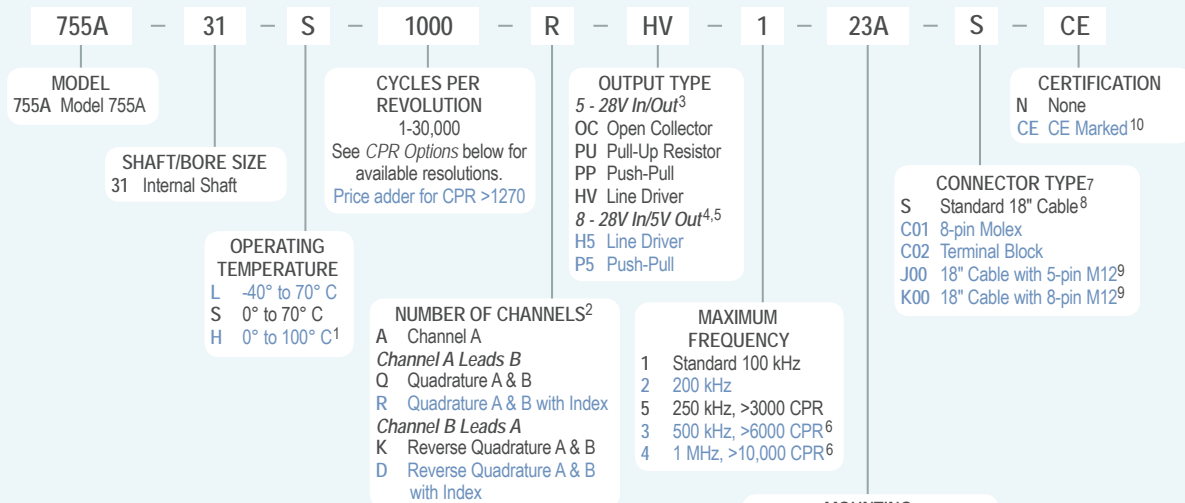 755A – 31 – S – 1000 – R – HV – 1 – 23A – S – CE
MODEL
755A Model 755A
SHAFT/BORE SIZE
31 Internal Shaft
OPERATING
TEMPERATURE
L -40° to 70° C
S 0° to 70° C
H 0° to 100° C1
CYCLES PER
REVOLUTION
1-30,000
See CPR Options below for
available resolutions.
Price adder for CPR >1270
NUMBER OF CHANNELS2
A Channel A
Channel A Leads B
Q Quadrature A & B
R Quadrature A & B with Index
Channel B Leads A
K Reverse Quadrature A & B
D Reverse Quadrature A & B
with Index
OUTPUT TYPE
5 - 28V In/Out3
OC Open Collector
PU Pull-Up Resistor
PP Push-Pull
HV Line Driver
8 - 28V In/5V Out4,5
H5 Line Driver
P5 Push-Pull
MAXIMUM
FREQUENCY
1 Standard 100 kHz
2 200 kHz
5 250 kHz, >3000 CPR
3 500 kHz, >6000 CPR6
4 1 MHz, >10,000 CPR6
CONNECTOR TYPE7
S Standard 18" Cable8
C01 8-pin Molex
C02 Terminal Block
J00 18" Cable with 5-pin M129
K00 18" Cable with 8-pin M129
CERTIFICATION
N None
CE CE Marked10